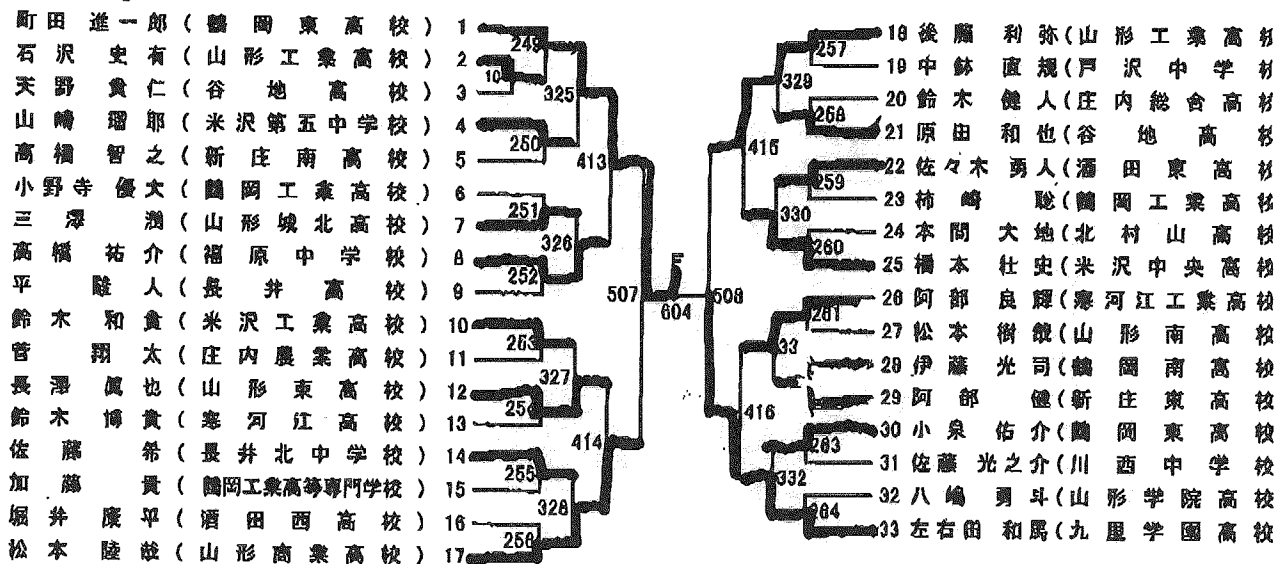 町田 進一郎 ( 鶴岡東高校 ) 1
石沢 史有 ( 山形工業高校 ) 2
天野 貴仁 ( 谷地高校 ) 3
山崎 瑠郎 ( 米沢第五中学校 ) 4
高橋 智之 ( 新庄南高校 ) 5
小野寺 優大 ( 鶴岡工業高校 ) 6
三澤 潤 ( 山形城北高校 ) 7
高橋 祐介 ( 福原中学校 ) 8
平 隆人 ( 長井高校 ) 9
鈴木 和貴 ( 米沢工業高校 ) 10
菅 翔太 ( 庄内農業高校 ) 11
長澤 眞也 ( 山形東高校 ) 12
鈴木 博貴 ( 寒河江高校 ) 13
佐藤 希 ( 長井北中学校 ) 14
加藤 貴 ( 鶴岡工業高等専門学校 ) 15
堀井 康平 ( 酒田西高校 ) 16
松本 陸哉 ( 山形商業高校 ) 17
249
10
325
250
413
251
326
252
507
253
327
254
414
255
328
256
F
604
508
257
329
258
415
259
330
260
261
33
416
263
332
264
18 後藤 利弥 (山形工業高校
19 中鉢 直規 (戸沢中学校
20 鈴木 健人 (庄内総合高校
21 原田 和也 (谷地高校
22 佐々木 勇人 (酒田東高校
23 柿崎 聡 (鶴岡工業高校
24 本間 大地 (北村山高校
25 橋本 壮史 (米沢中央高校
26 阿部 良輝 (寒河江工業高校
27 松本 樹哉 (山形南高校
28 伊藤 光司 (鶴岡南高校
29 阿部 健 (新庄東高校
30 小泉 佑介 (鶴岡東高校
31 佐藤 光之介 (川西中学校
32 八嶋 勇斗 (山形学院高校
33 左右田 和馬 (九里学園高校